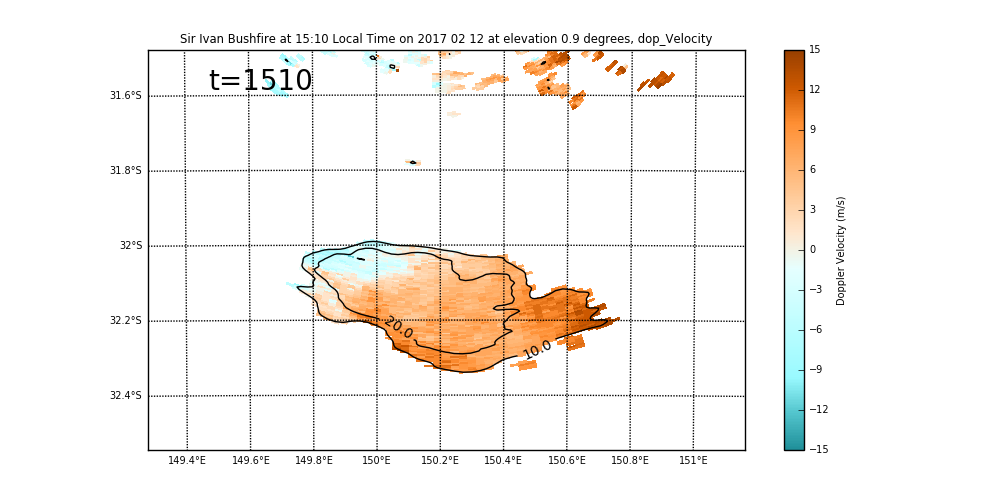 Sir Ivan Bushfire at 15:10 Local Time on 2017 02 12 at elevation 0.9 degrees, dop_Velocity
t=1510
31.6°S
31.8°S
32°S
32.2°S
32.4°S
20.0
10.0
149.4°E 149.6°E 149.8°E 150°E 150.2°E 150.4°E 150.6°E 150.8°E 151°E
15
12
9
6
3
0
−3
−6
−9
−12
−15
Doppler Velocity (m/s)